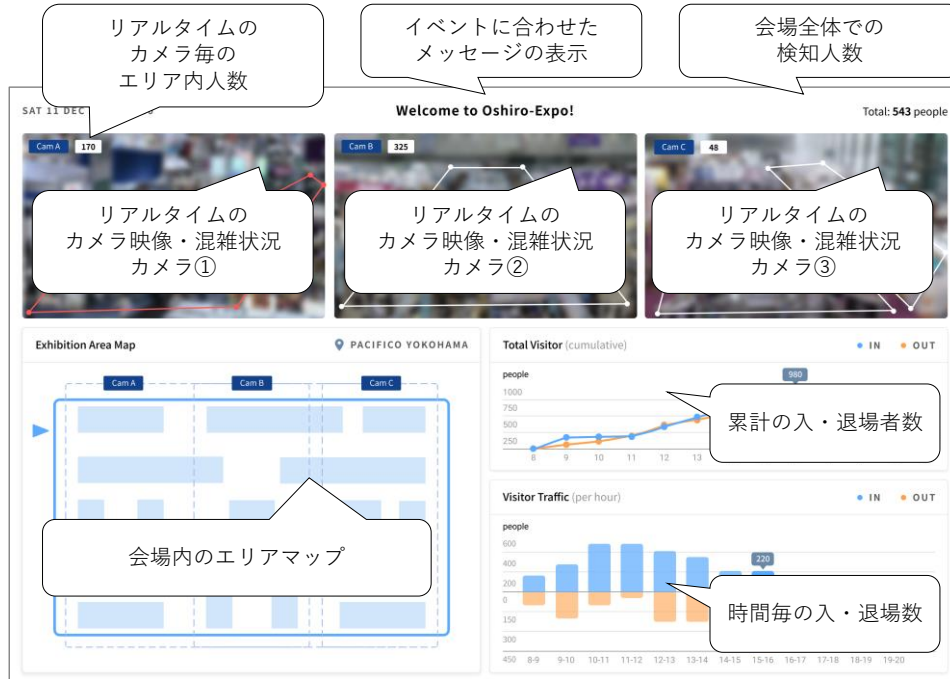 リアルタイムの
カメラ毎の
エリア内人数
イベントに合わせた
メッセージの表示
会場全体での
検知人数
SAT 11 DEC
Welcome to Oshiro-Expo!
Total: 543 people
Cam A 170
Cam B 325
Cam C 48
リアルタイムの
カメラ映像・混雑状況
カメラ①
リアルタイムの
カメラ映像・混雑状況
カメラ②
リアルタイムの
カメラ映像・混雑状況
カメラ③
Exhibition Area Map
PACIFICO YOKOHAMA
Cam A
Cam B
Cam C
会場内のエリアマップ
Total Visitor (cumulative)
IN OUT
people
980
1000
750
500
250
8 9 10 11 12 13
累計の入・退場者数
Visitor Traffic (per hour)
IN OUT
people
600
400
200
0
150
300
450
220
8-9 9-10 10-11 11-12 12-13 13-14 14-15 15-16 16-17 17-18 18-19 19-20
時間毎の入・退場数